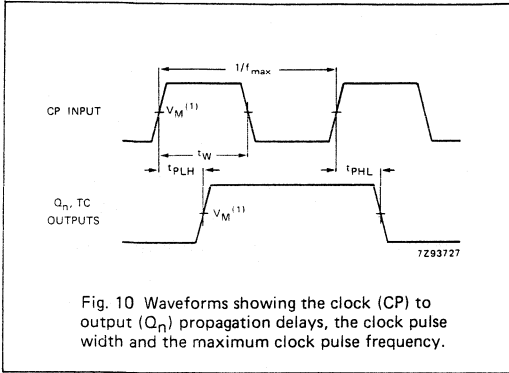 1/fmax
CP INPUT
VM(1)
tW
tPLH
tPHL
Qn, TC
OUTPUTS
VM(1)
7Z93727
Fig. 10 Waveforms showing the clock (CP) to
output (Qn) propagation delays, the clock pulse
width and the maximum clock pulse frequency.